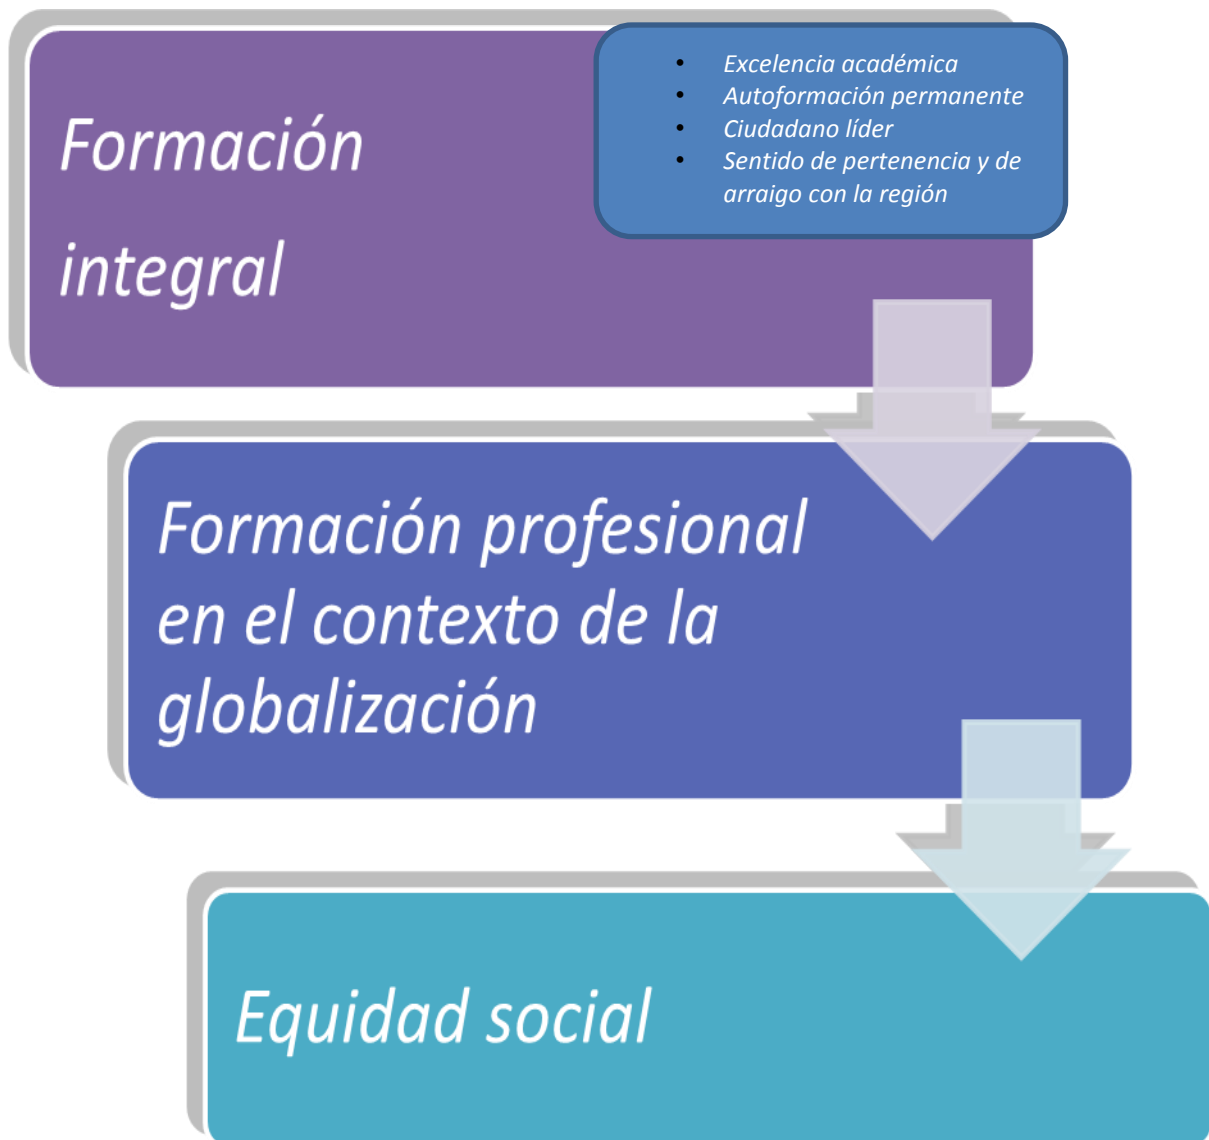 Formación
integral
• Excelencia académica
• Autoformación permanente
• Ciudadano líder
• Sentido de pertenencia y de
arraigo con la región
Formación profesional
en el contexto de la
globalización
Equidad social